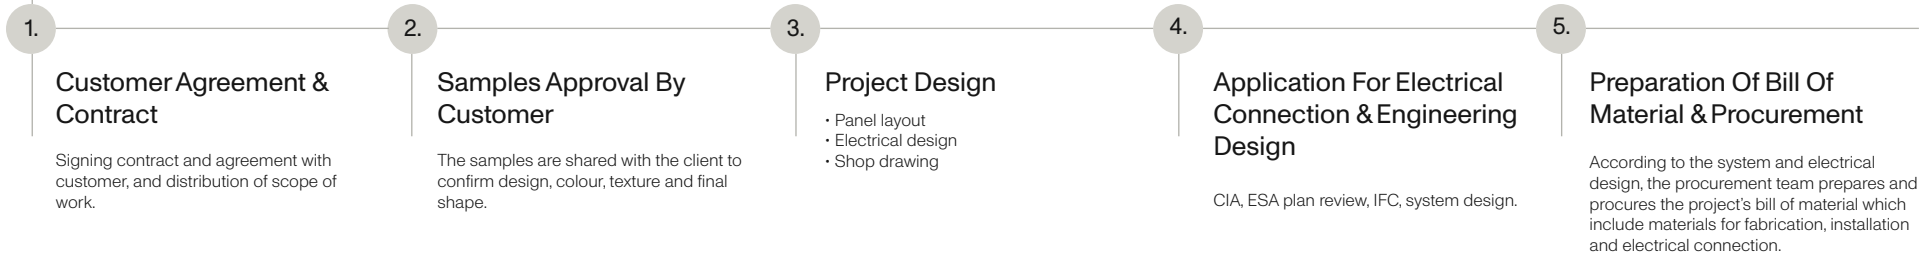 1.
Customer Agreement &
Contract
Signing contract and agreement with
customer, and distribution of scope of
work.
2.
Samples Approval By
Customer
The samples are shared with the client to
confirm design, colour, texture and final
shape.
3.
Project Design
• Panel layout
• Electrical design
• Shop drawing
4.
Application For Electrical
Connection & Engineering
Design
CIA, ESA plan review, IFC, system design.
5.
Preparation Of Bill Of
Material & Procurement
According to the system and electrical
design, the procurement team prepares and
procures the project's bill of material which
include materials for fabrication, installation
and electrical connection.